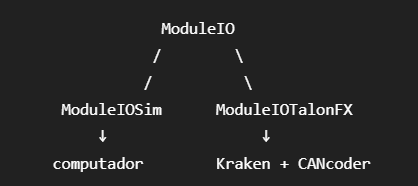 ModuleIO
/ \
/ \
ModuleIOSim ModuleIOTalonFX
↓ ↓
computador Kraken + CANcoder